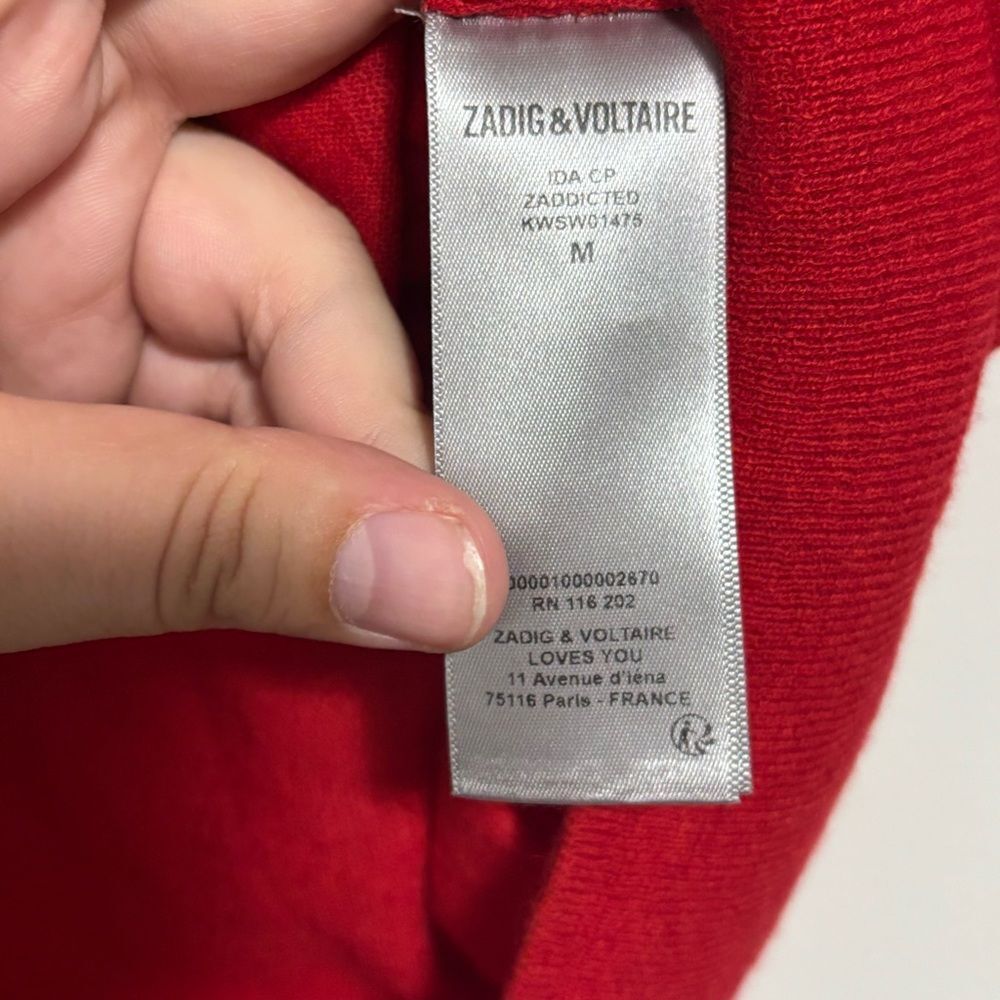 ZADIG&VOLTAIRE
IDA CP
ZADDICTED
KWSW01475
M
00001000002670
RN 116 202
ZADIG & VOLTAIRE
LOVES YOU
11 Avenue d'iéna
75116 Paris - FRANCE